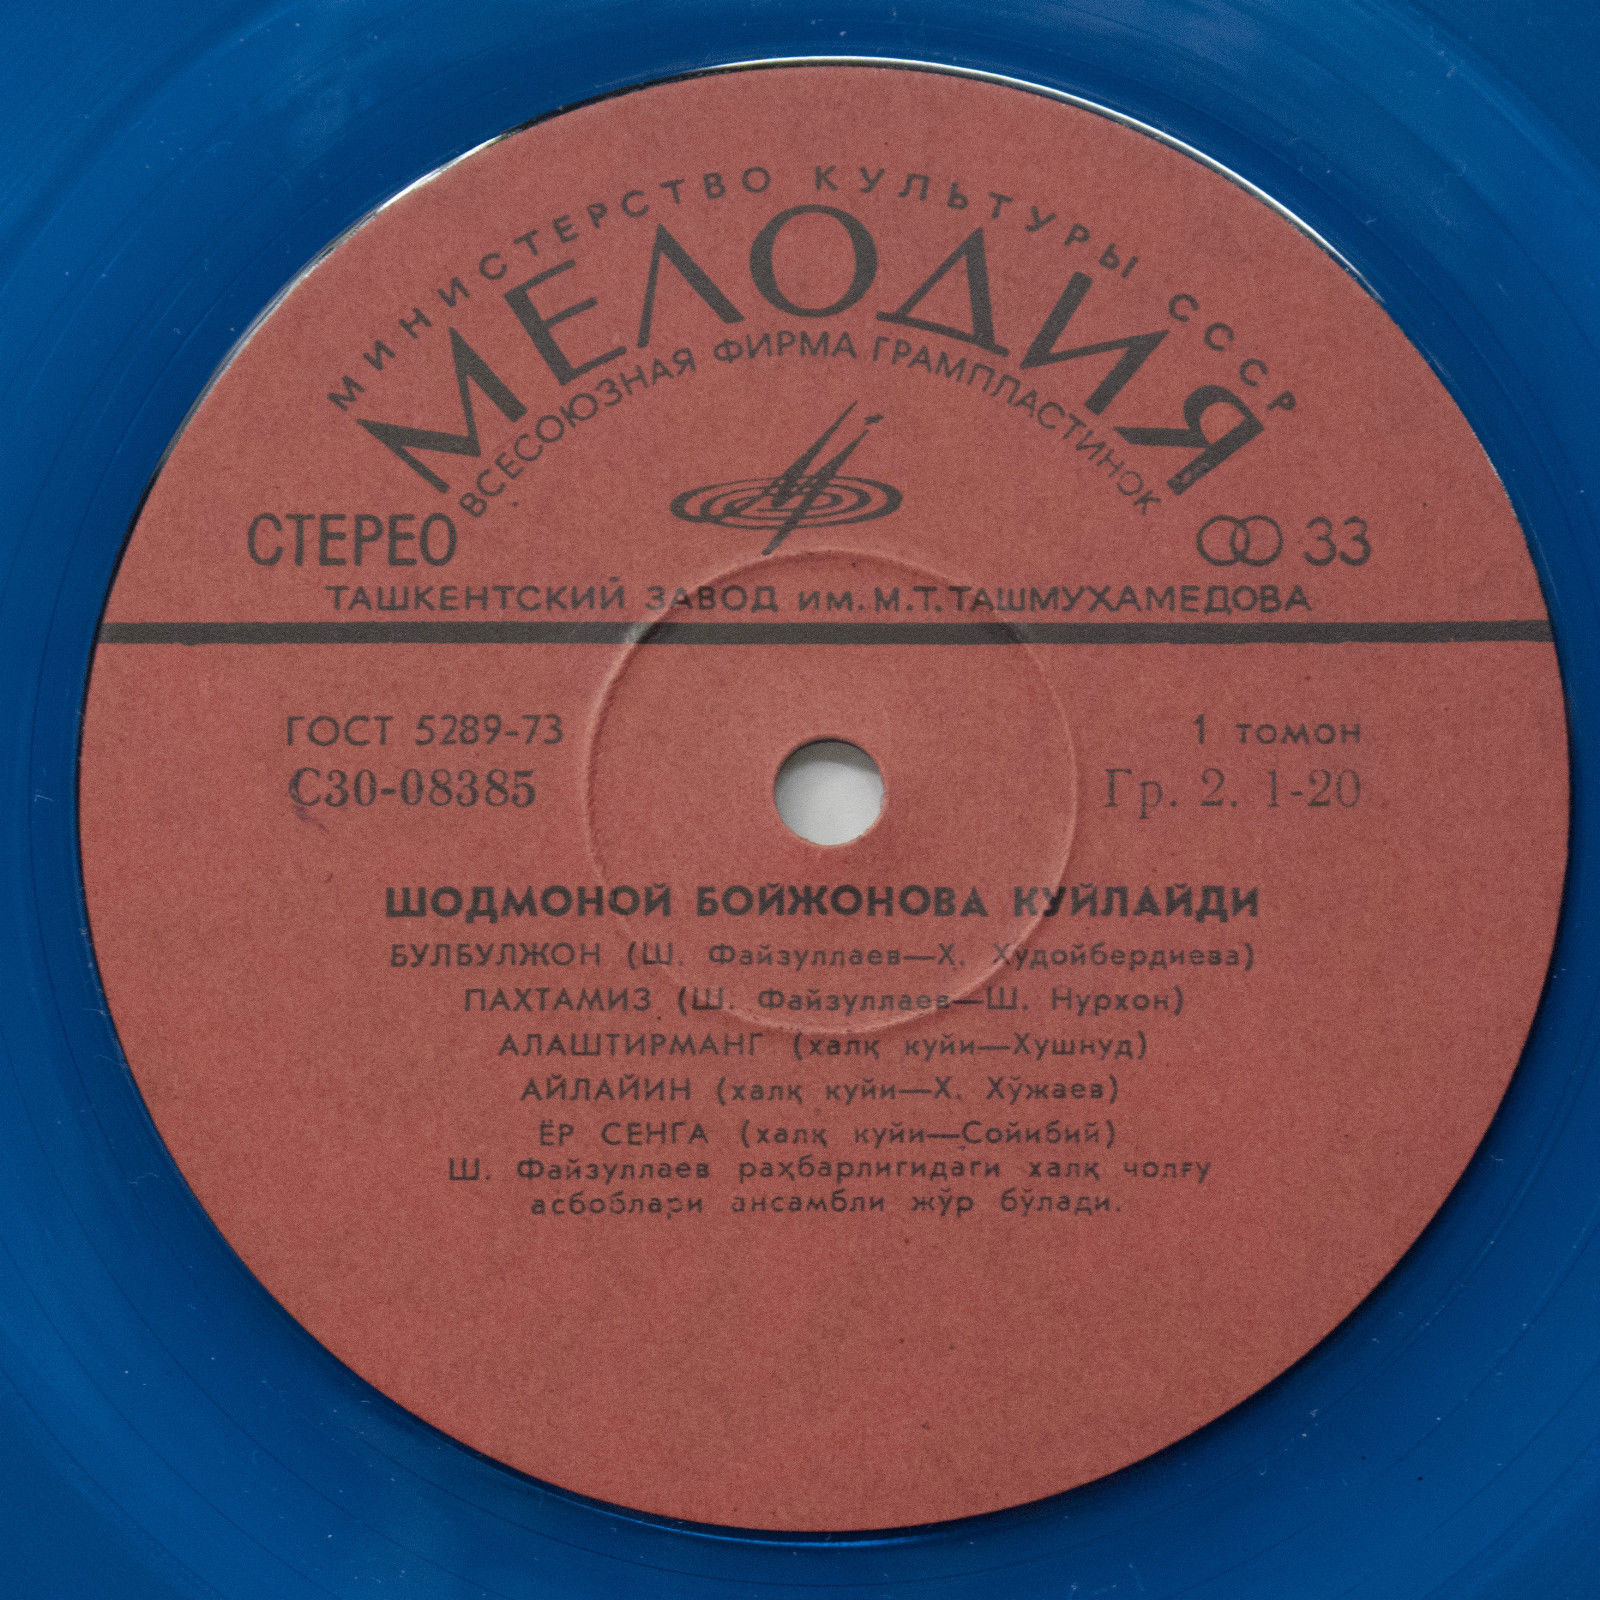 МИНИСТЕРСТВО КУЛЬТУРЫ СССР
МЕЛОДИЯ
ВСЕСОЮЗНАЯ ФИРМА ГРАМПЛАСТИНОК
СТЕРЕО 33
ТАШКЕНТСКИЙ ЗАВОД им. М.Т. ТАШМУХАМЕДОВА
ГОСТ 5289-73 1 томон
С30-08385 Гр. 2. 1-20
ШОДМОНОЙ БОЙЖОНОВА КУЙЛАЙДИ
БУЛБУЛЖОН (Ш. Файзуллаев—Х. Худойбердиева)
ПАХТАМИЗ (Ш. Файзуллаев—Ш. Нурхон)
АЛАШТИРМАНГ (халқ куйи—Хушнуд)
АЙЛАЙИН (халқ куйи—Х. Хўжаев)
ЁР СЕНГА (халқ куйи—Сойибий)
Ш. Файзуллаев раҳбарлигидаги халқ чолғу
асбоблари ансамбли жўр бўлади.